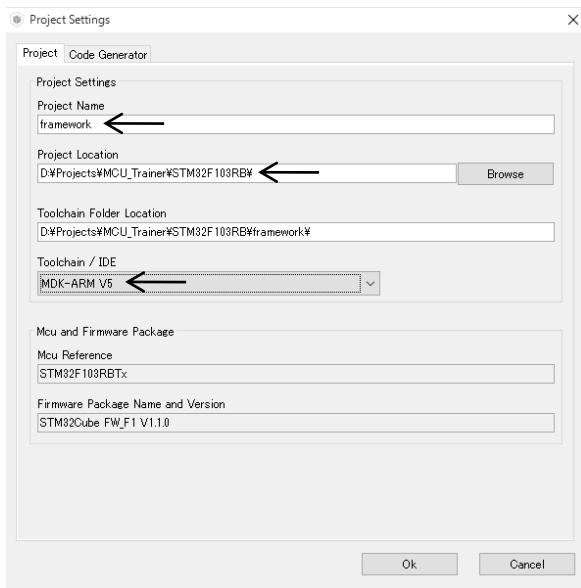 Project Settings
Project Code Generator
Project Settings
Project Name
framework
Project Location
D:¥Projects¥MCU_Trainer¥STM32F103RB¥
Browse
Toolchain Folder Location
D:¥Projects¥MCU_Trainer¥STM32F103RB¥framework¥
Toolchain / IDE
MDK-ARM V5
Mcu and Firmware Package
Mcu Reference
STM32F103RBTx
Firmware Package Name and Version
STM32Cube FW_F1 V1.1.0
Ok Cancel